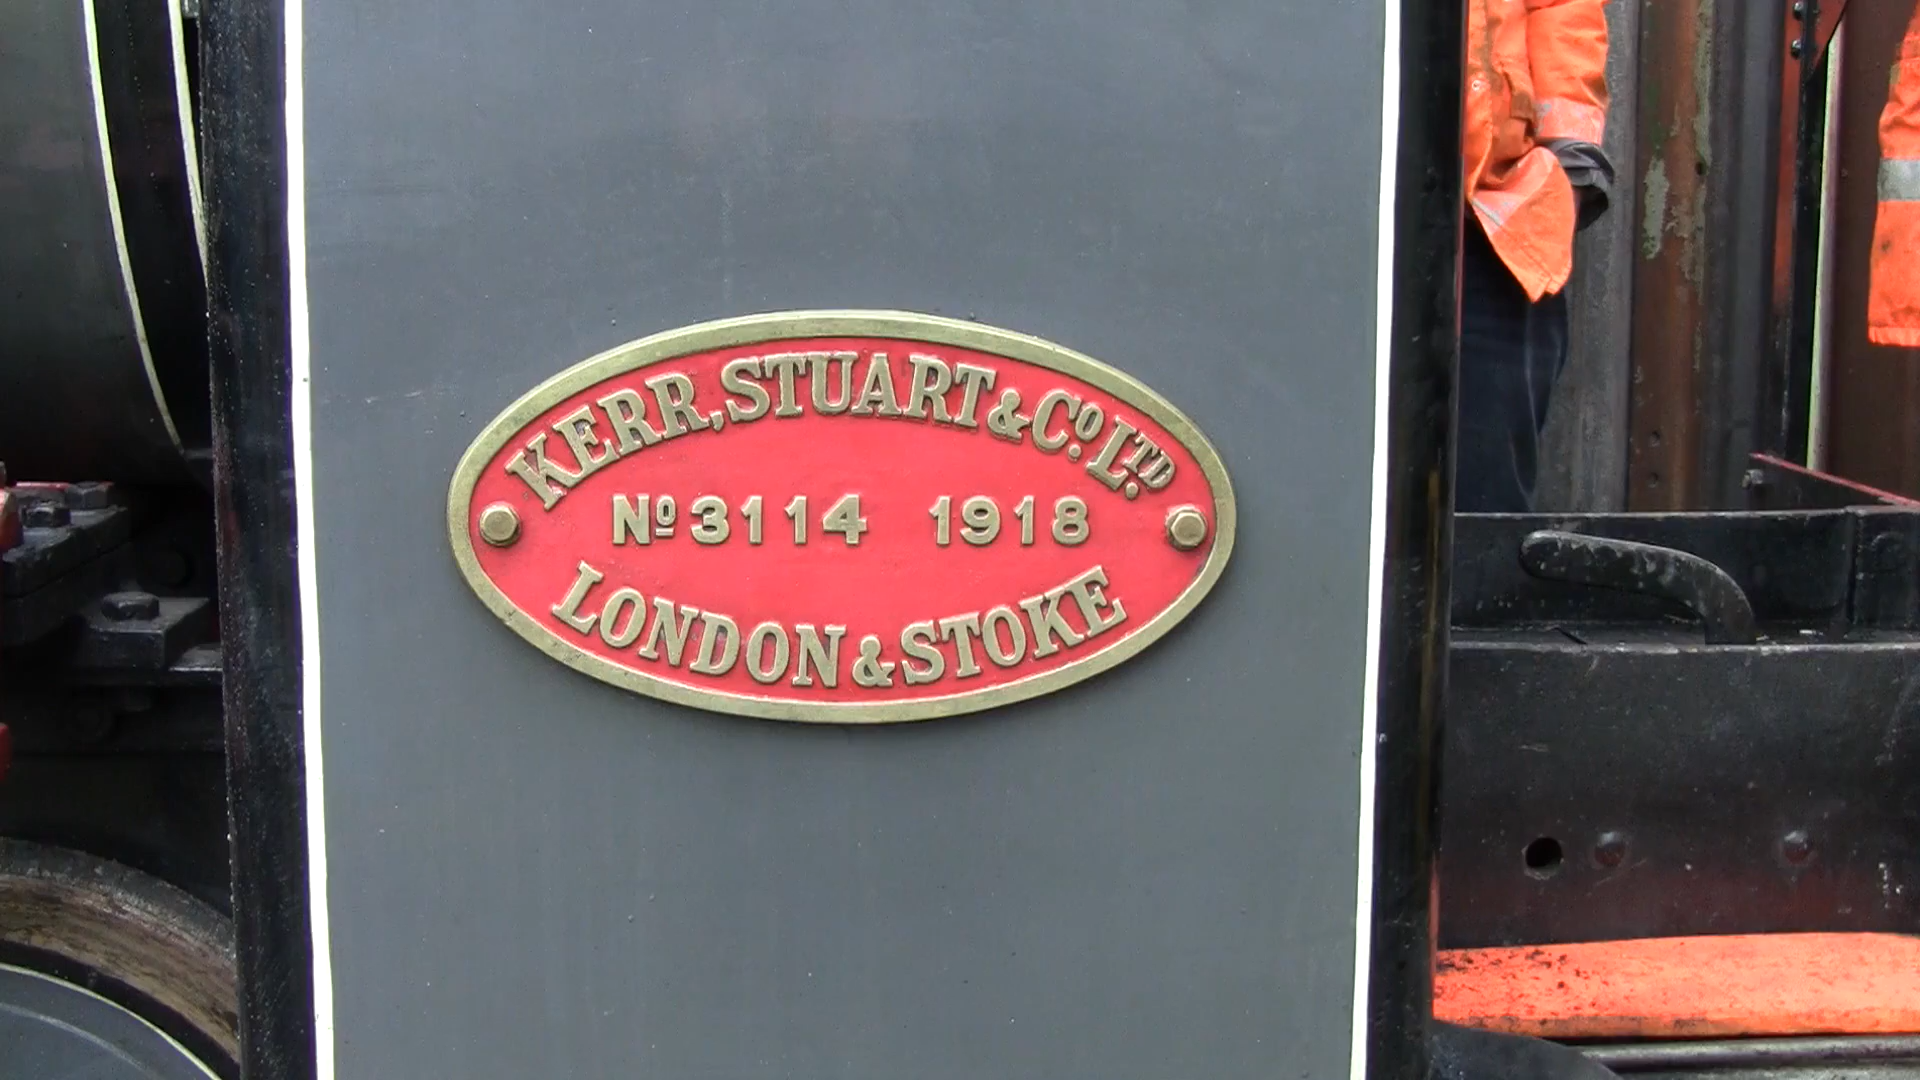 KERR, STUART & Cº. LTD.
Nº 3114 1918
LONDON & STOKE